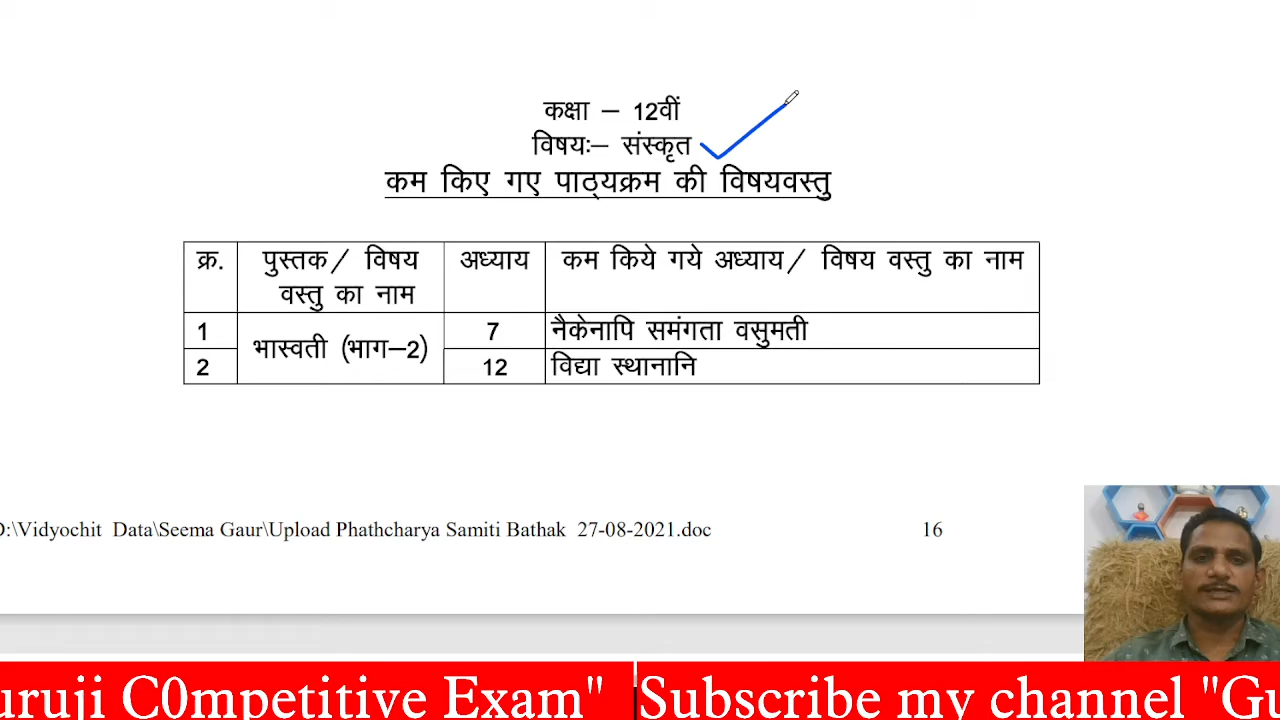 कक्षा – 12वीं
विषय:– संस्कृत
कम किए गए पाठ्यक्रम की विषयवस्तु
क्र. पुस्तक/ विषय वस्तु का नाम अध्याय कम किये गये अध्याय/ विषय वस्तु का नाम
1 भास्वती (भाग–2) 7 नैकेनापि समंगता वसुमती
2 12 विद्या स्थानानि
D:\Vidyochit Data\Seema Gaur\Upload Phathcharya Samiti Bathak 27-08-2021.doc 16
uruji C0mpetitive Exam" Subscribe my channel "Gu